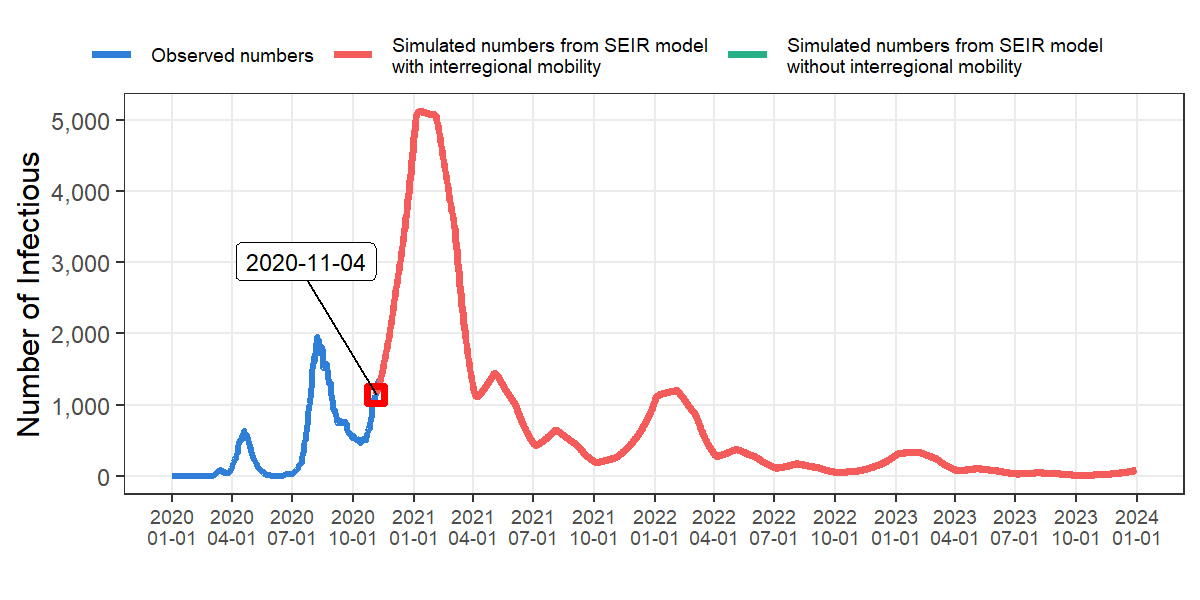 Observed numbers
Simulated numbers from SEIR model
with interregional mobility
Simulated numbers from SEIR model
without interregional mobility
Number of Infectious
5,000
4,000
3,000
2,000
1,000
0
2020-11-04
2020 2020 2020 2020 2021 2021 2021 2021 2022 2022 2022 2022 2023 2023 2023 2023 2024
01-01 04-01 07-01 10-01 01-01 04-01 07-01 10-01 01-01 04-01 07-01 10-01 01-01 04-01 07-01 10-01 01-01